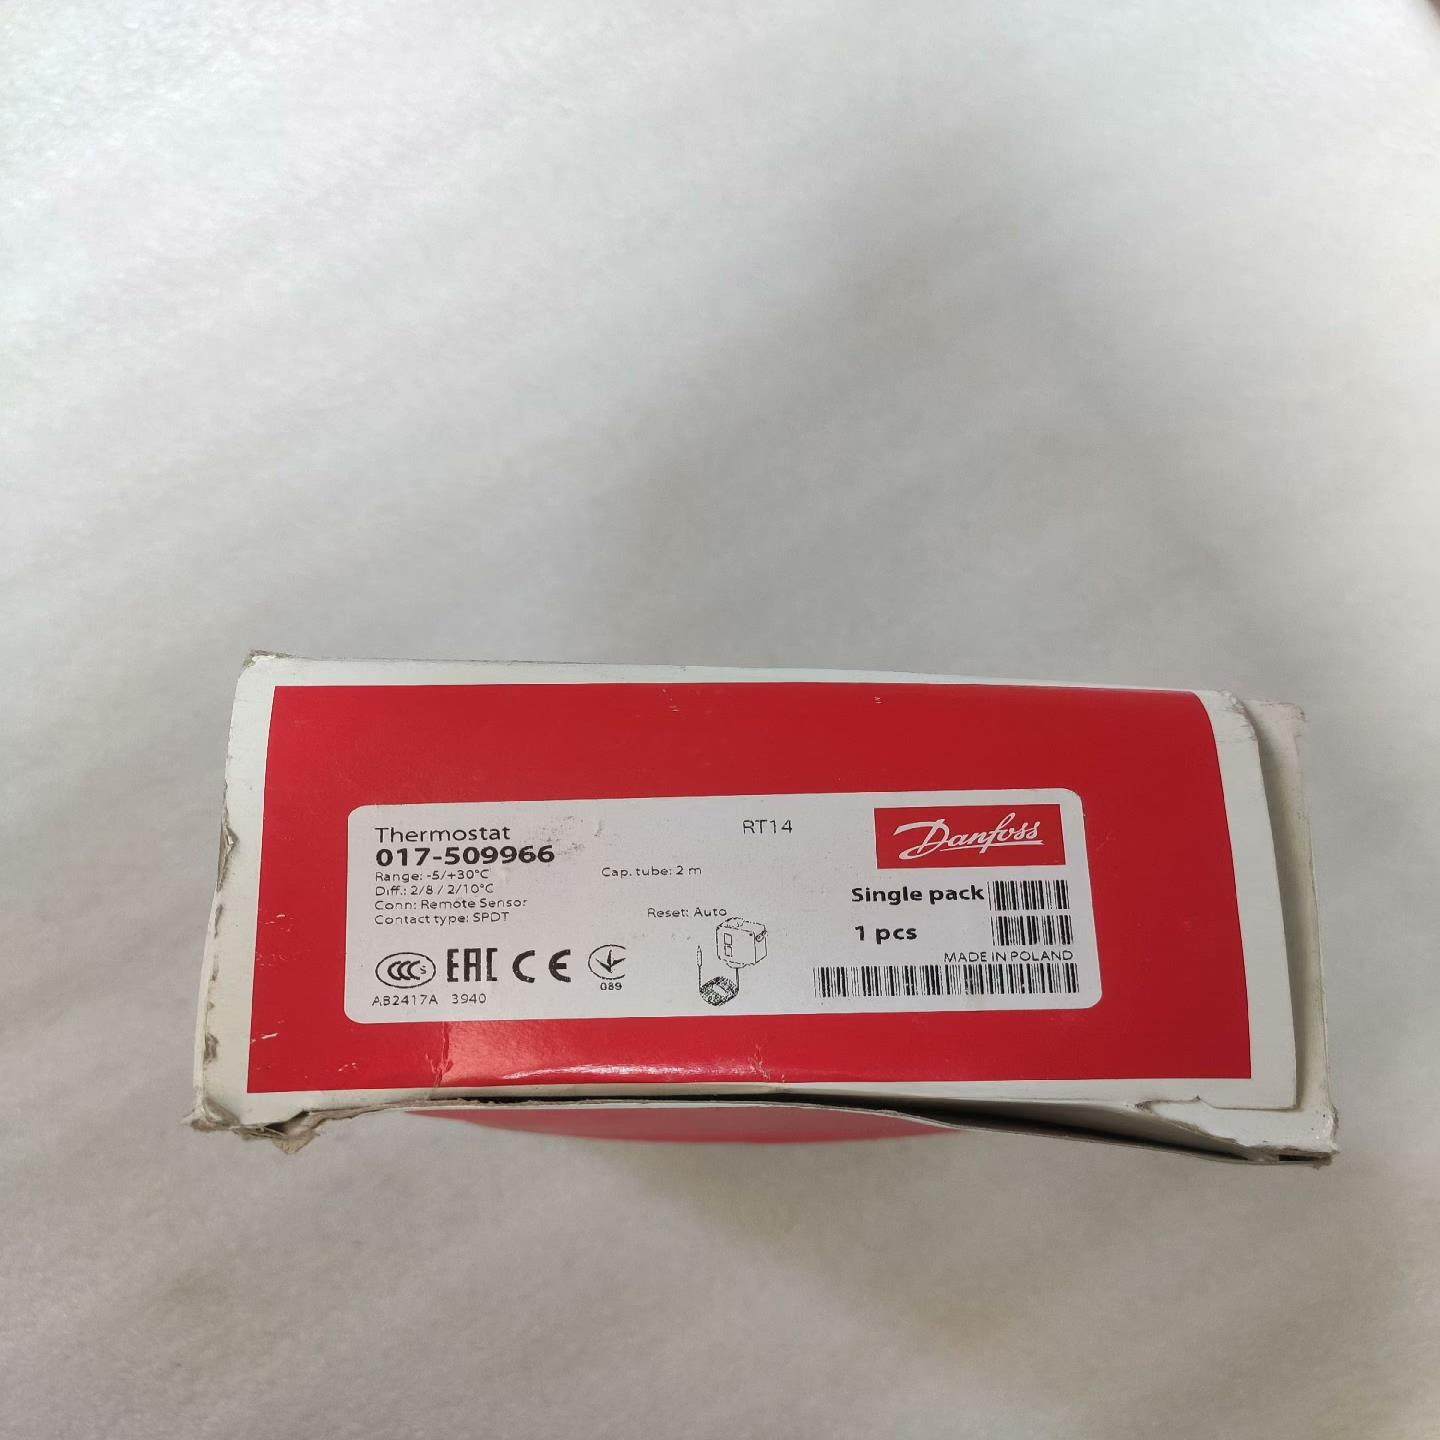 Thermostat
RT14
Danfoss
017-509966
Range: -5/+30°C
Cap. tube: 2 m
Diff.: 2/8 / 2/10°C
Single pack
Conn: Remote Sensor
Contact type: SPDT
Reset: Auto
1 pcs
MADE IN POLAND
CCC S EAC CE
089
AB2417A 3940